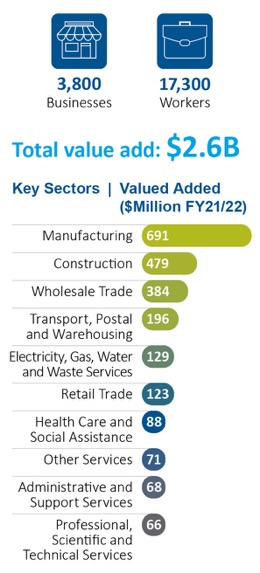 3,800
Businesses
17,300
Workers
Total value add: $2.6B
Key Sectors | Valued Added
($Million FY21/22)
Manufacturing 691
Construction 479
Wholesale Trade 384
Transport, Postal
and Warehousing 196
Electricity, Gas, Water
and Waste Services 129
Retail Trade 123
Health Care and
Social Assistance 88
Other Services 71
Administrative and
Support Services 68
Professional,
Scientific and
Technical Services 66